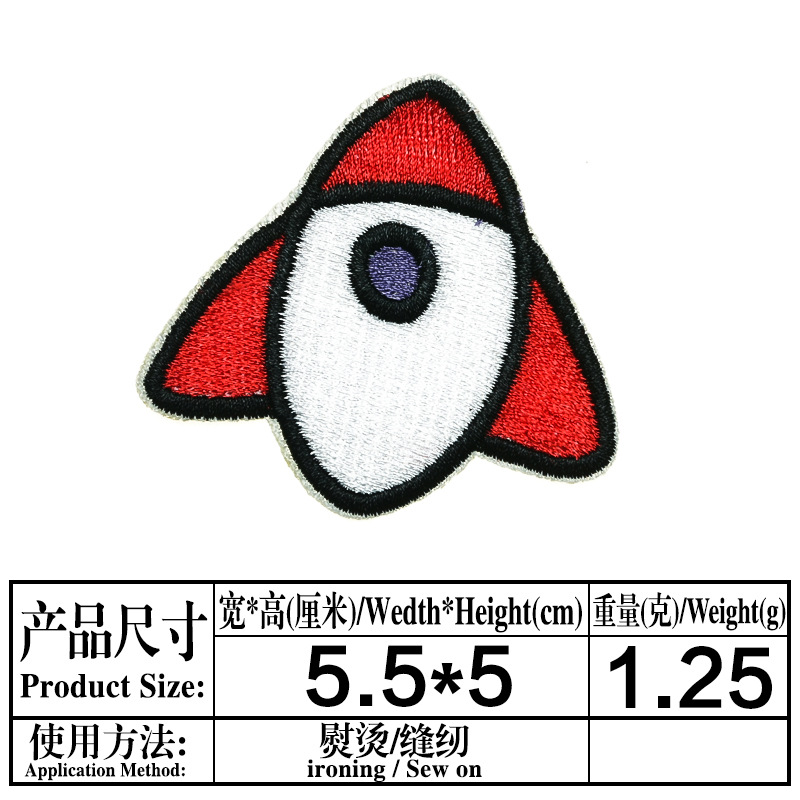 产品尺寸
Product Size:
宽*高(厘米)/Wedth*Height(cm)
5.5*5
重量(克)/Weight(g)
1.25
使用方法:
Application Method:
熨烫/缝纫
ironing / Sew on